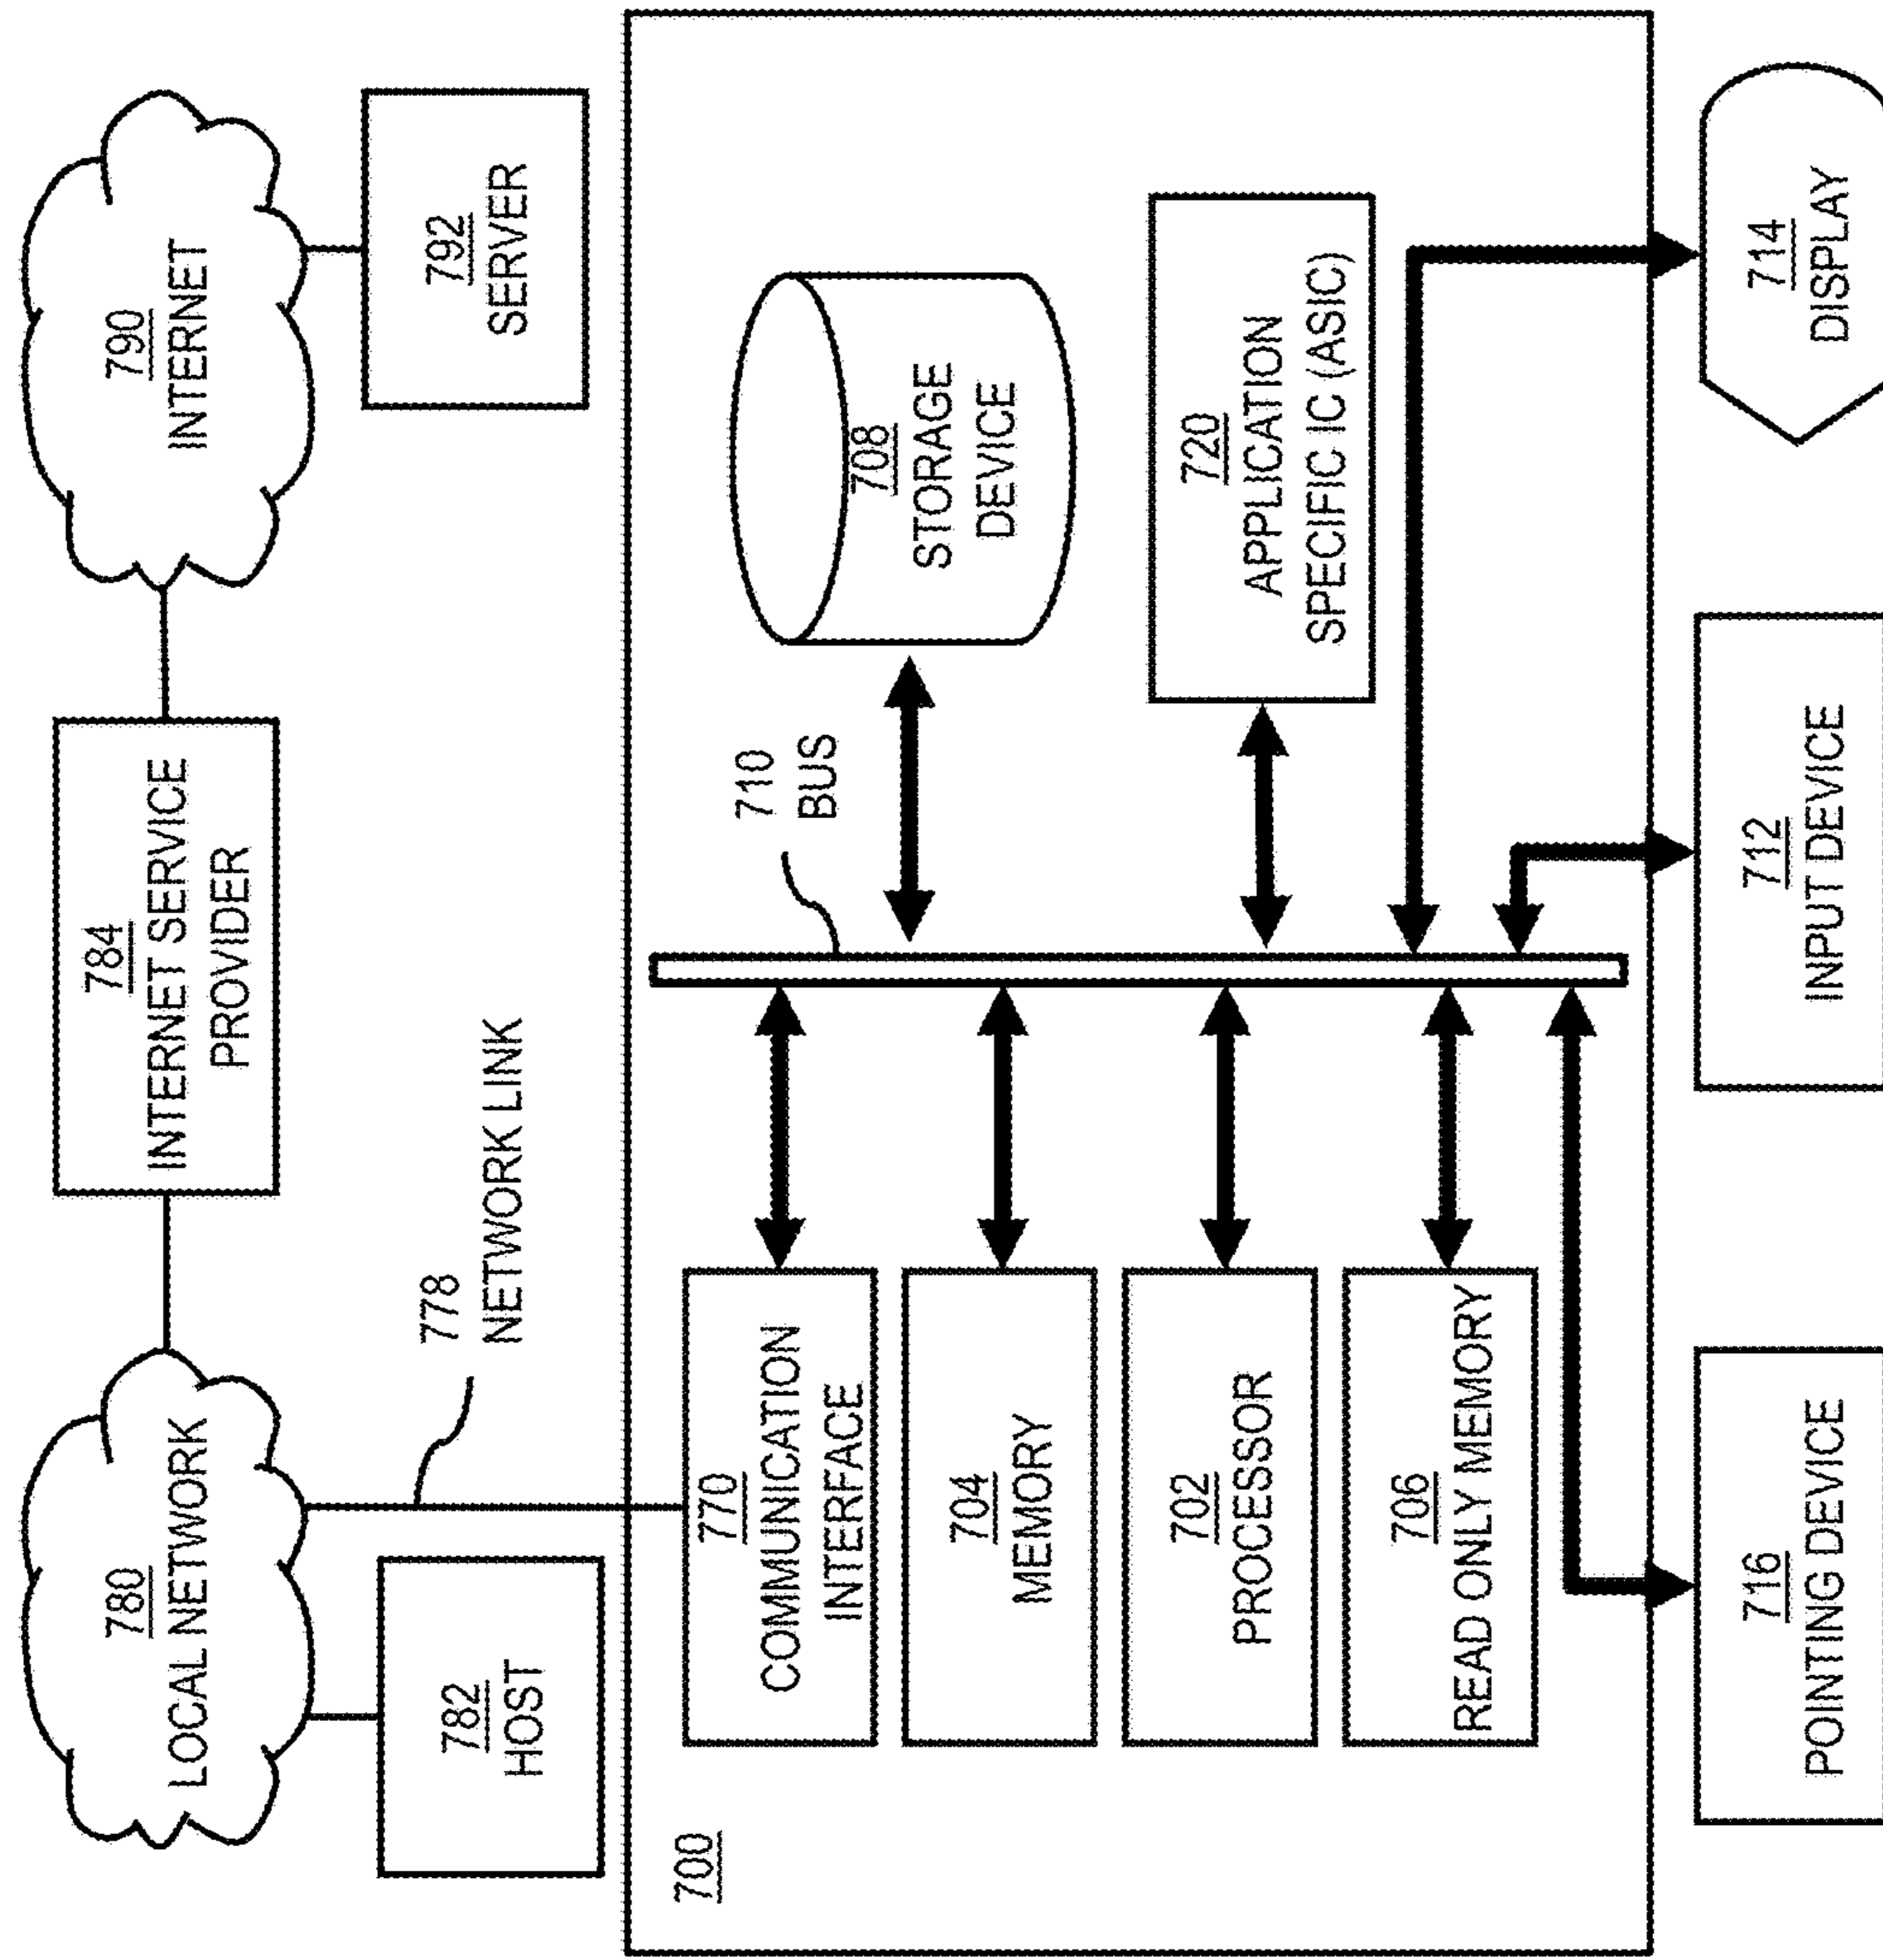 780
LOCAL NETWORK
784
INTERNET SERVICE
PROVIDER
790
INTERNET
782
HOST
778
NETWORK LINK
792
SERVER
700
770
COMMUNICATION
INTERFACE
710
BUS
708
STORAGE
DEVICE
704
MEMORY
702
PROCESSOR
720
APPLICATION
SPECIFIC IC (ASIC)
706
READ ONLY MEMORY
716
POINTING DEVICE
712
INPUT DEVICE
714
DISPLAY